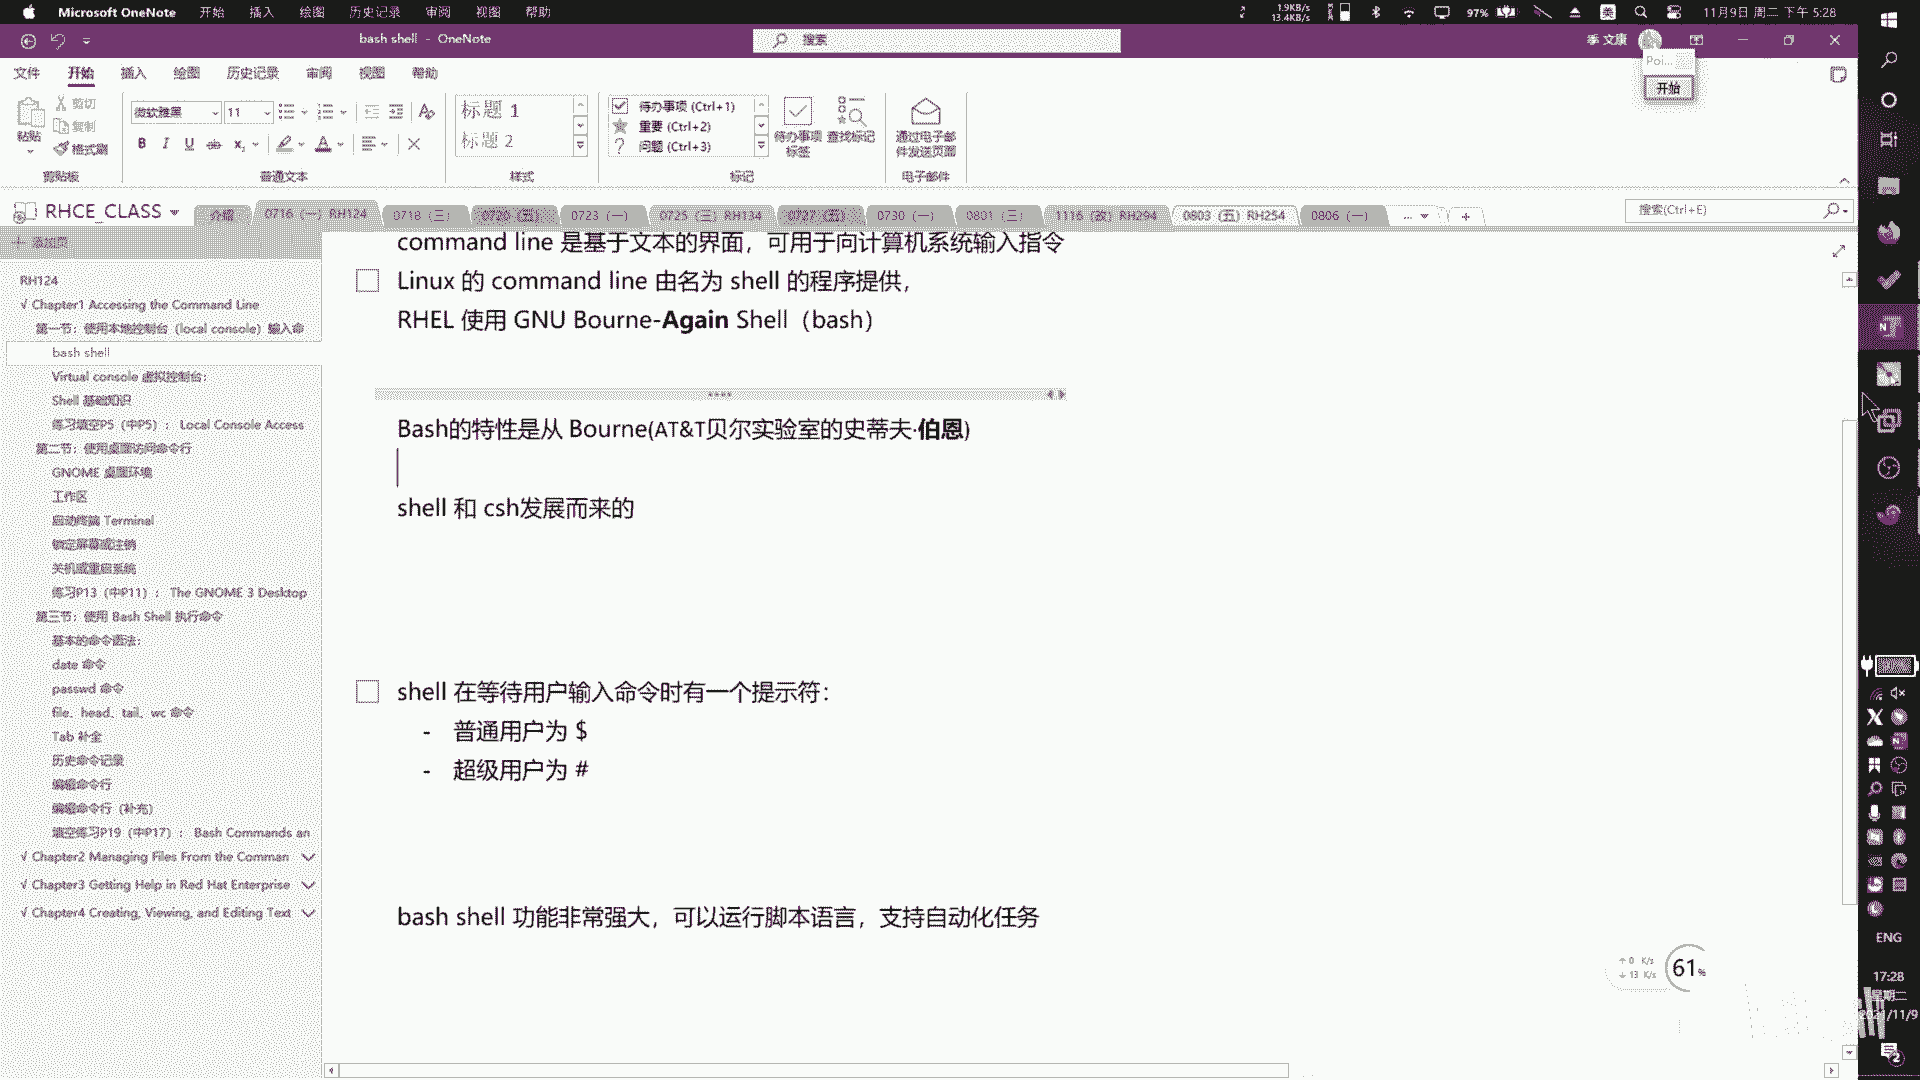 Microsoft OneNote 开始 插入 绘图 历史记录 审阅 视图 帮助 1.9KB/s 13.4KB/s 97% 美 11月9日 周二 下午 5:28
bash shell - OneNote 搜索 季 文康
文件 开始 插入 绘图 历史记录 审阅 视图 帮助
Poi...
开始
粘贴 剪切 复制 格式刷
微软雅黑 11
B I U ab x
标题 1
标题 2
待办事项 (Ctrl+1)
重要 (Ctrl+2)
问题 (Ctrl+3)
待办事项标签 查找标记
通过电子邮件发送页面
剪贴板 普通文本 样式 标记 电子邮件
RHCE_CLASS 介绍 0716（一）RH124 0718（三） 0720（五） 0723（一） 0725（三）RH134 0727（五） 0730（一） 0801（三） 1116（故）RH294 0803（五）RH254 0806（一） ... + 搜索(Ctrl+E)
添加页
RH124
√ Chapter1 Accessing the Command Line
第一节：使用本地控制台（local console）输入命
bash shell
Virtual console 虚拟控制台：
Shell 基础知识
练习填空P5（中P5）： Local Console Access
第二节：使用桌面访问命令行
GNOME 桌面环境
工作区
启动终端 Terminal
锁定屏幕或注销
关机或重启系统
练习P13（中P11）： The GNOME 3 Desktop
第三节：使用 Bash Shell 执行命令
基本的命令语法：
date 命令
passwd 命令
file、head、tail、wc 命令
Tab 补全
历史命令记录
编辑命令行
编辑命令行（补充）
填空练习P19（中P17）： Bash Commands an
√ Chapter2 Managing Files From the Comman
√ Chapter3 Getting Help in Red Hat Enterprise
√ Chapter4 Creating, Viewing, and Editing Text
command line 是基于文本的界面，可用于向计算机系统输入指令
Linux 的 command line 由名为 shell 的程序提供，
RHEL 使用 GNU Bourne-Again Shell（bash）
Bash的特性是从 Bourne(AT&T贝尔实验室的史蒂夫·伯恩)
shell 和 csh发展而来的
shell 在等待用户输入命令时有一个提示符：
- 普通用户为 $
- 超级用户为 #
bash shell 功能非常强大，可以运行脚本语言，支持自动化任务
↑ 0 K/s
↓ 13 K/s
61%
ENG
17:28
星期二
2021/11/9
2